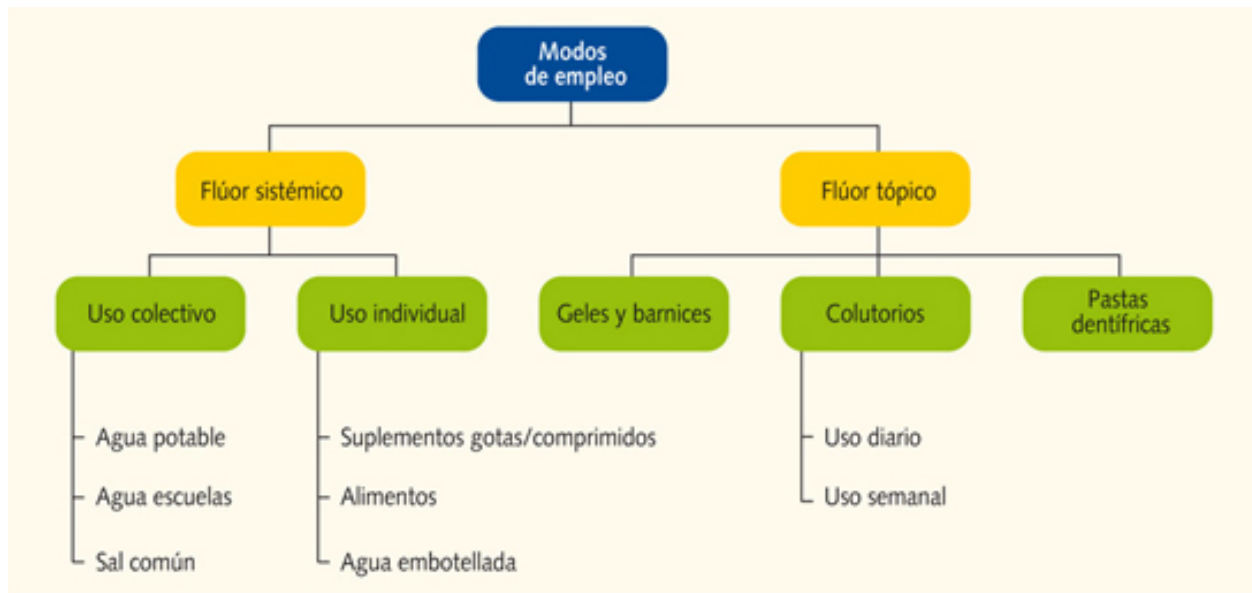 Modos
de empleo
Flúor sistémico
Flúor tópico
Uso colectivo
Uso individual
Geles y barnices
Colutorios
Pastas
dentífricas
Agua potable
Agua escuelas
Sal común
Suplementos gotas/comprimidos
Alimentos
Agua embotellada
Uso diario
Uso semanal